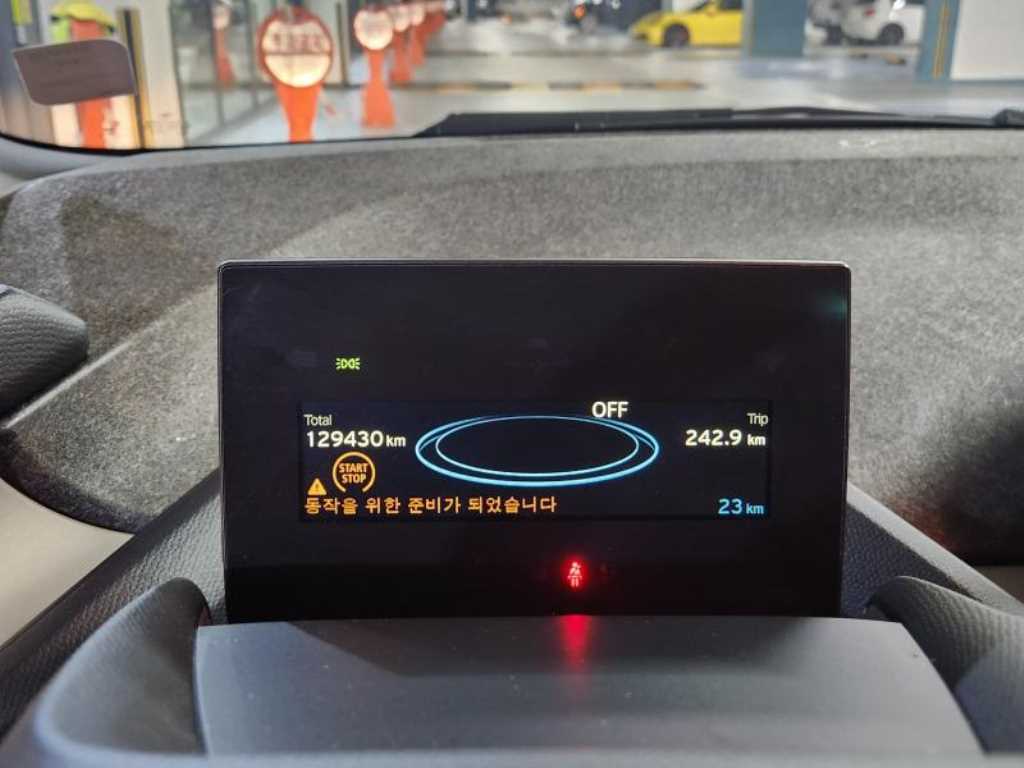 OFF
Total
129430 km
Trip
242.9 km
START
STOP
동작을 위한 준비가 되었습니다
23 km